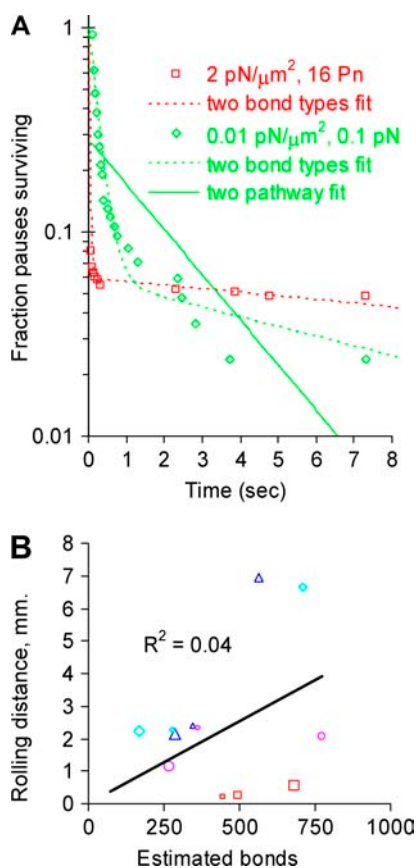 A
1
0.1
0.01
Fraction pauses surviving
2 pN/μm², 16 Pn
two bond types fit
0.01 pN/μm², 0.1 pN
two bond types fit
two pathway fit
0 1 2 3 4 5 6 7 8
Time (sec)
B
8
7
6
5
4
3
2
1
0
Rolling distance, mm.
R² = 0.04
0 250 500 750 1000
Estimated bonds